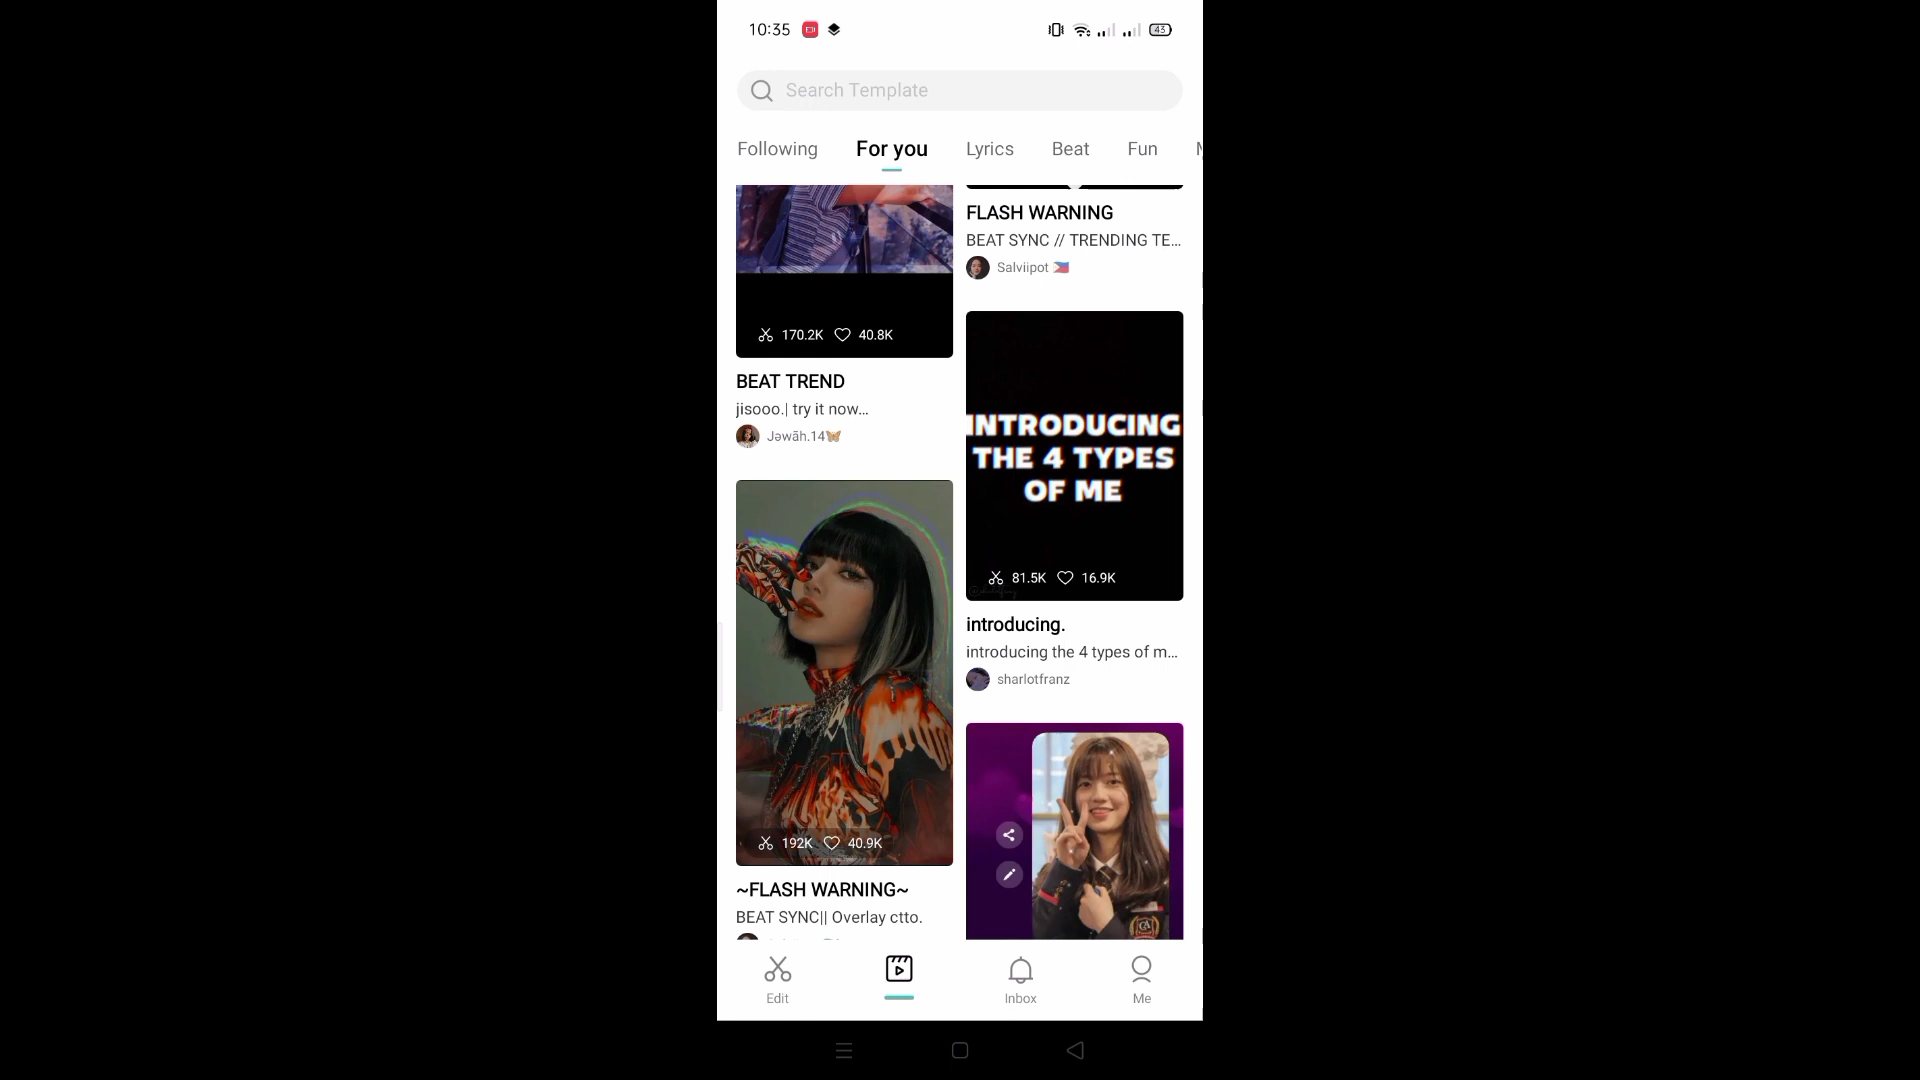 10:35
43
Search Template
Following
For you
Lyrics
Beat
Fun
170.2K
40.8K
BEAT TREND
jisooo.| try it now...
Jəwāh.14🦋
192K
40.9K
~FLASH WARNING~
BEAT SYNC|| Overlay ctto.
FLASH WARNING
BEAT SYNC // TRENDING TE...
Salviipot 🇵🇭
INTRODUCING
THE 4 TYPES
OF ME
81.5K
16.9K
introducing.
introducing the 4 types of m...
sharlotfranz
Edit
Inbox
Me